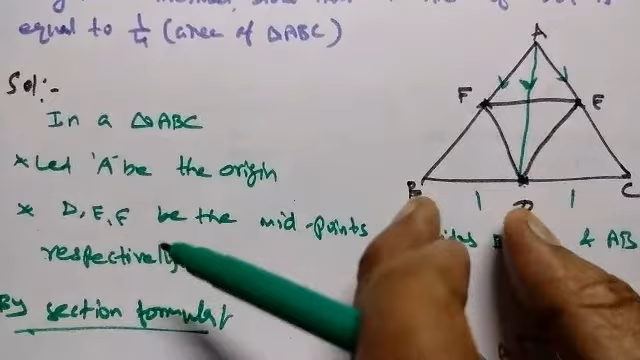 equal to 1/4 (area of ΔABC)
Sol:-
In a ΔABC
* Let 'A' be the origin
* D, E, F be the mid-points
& AB
respectively
By section formula
A
F
E
B
C
1
1